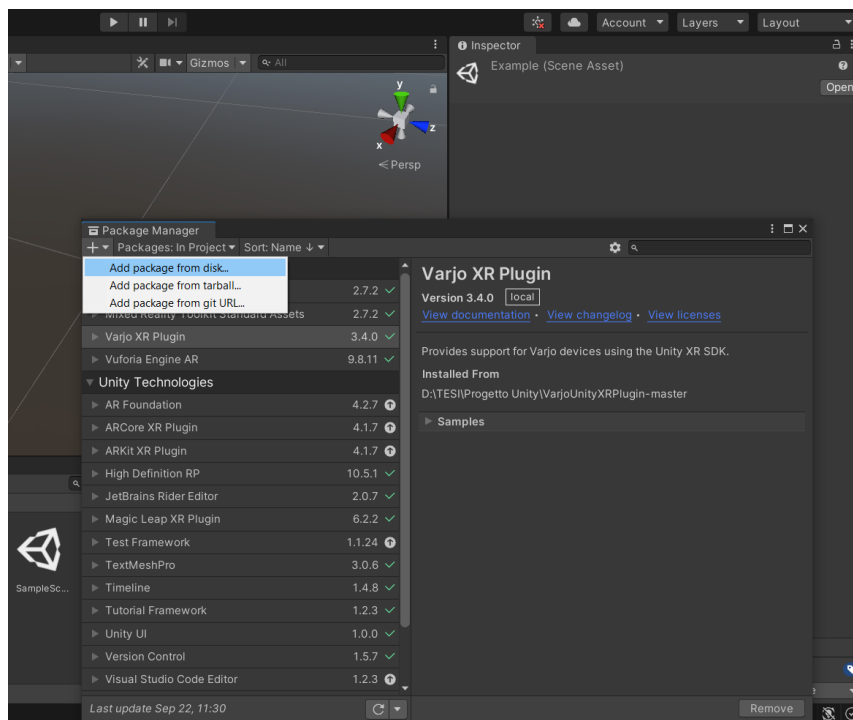 Account
Layers
Layout
Inspector
Gizmos
All
Example (Scene Asset)
Open
y
z
x
Persp
Package Manager
Packages: In Project
Sort: Name ↓
Add package from disk...
Add package from tarball...
Add package from git URL...
2.7.2
Mixed Reality Toolkit Standard Assets 2.7.2
Varjo XR Plugin 3.4.0
Vuforia Engine AR 9.8.11
Unity Technologies
AR Foundation 4.2.7
ARCore XR Plugin 4.1.7
ARKit XR Plugin 4.1.7
High Definition RP 10.5.1
JetBrains Rider Editor 2.0.7
Magic Leap XR Plugin 6.2.2
Test Framework 1.1.24
TextMeshPro 3.0.6
Timeline 1.4.8
Tutorial Framework 1.2.3
Unity UI 1.0.0
Version Control 1.5.7
Visual Studio Code Editor 1.2.3
Last update Sep 22, 11:30
Varjo XR Plugin
Version 3.4.0 local
View documentation • View changelog • View licenses
Provides support for Varjo devices using the Unity XR SDK.
Installed From
D:\TESI\Progetto Unity\VarjoUnityXRPlugin-master
Samples
Remove
SampleSc...